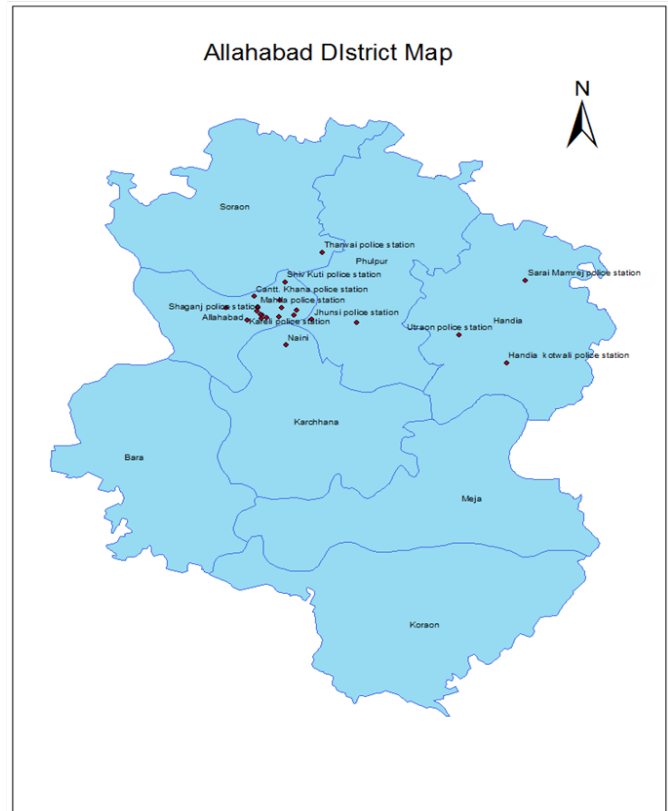 Allahabad DIstrict Map
N
Soraon
Tharwai police station
Phulpur
Sarai Mamrej police station
Shiv Kuti police station
Cantt. Khana police station
Mahila police station
Shaganj police station
Jhunsi police station
Allahabad
Kareli police station
Handia
Utraon police station
Naini
Handia kotwali police station
Karchhana
Bara
Meja
Koraon